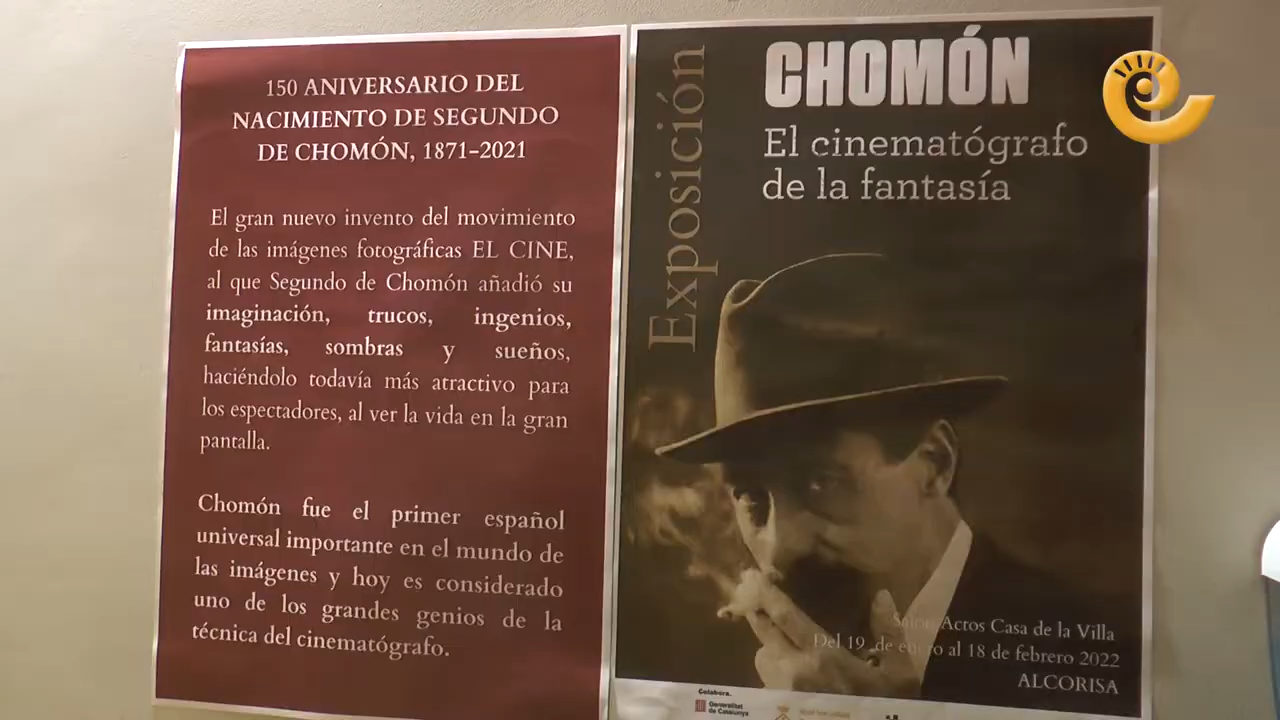 150 ANIVERSARIO DEL
NACIMIENTO DE SEGUNDO
DE CHOMÓN, 1871-2021
El gran nuevo invento del movimiento
de las imágenes fotográficas EL CINE,
al que Segundo de Chomón añadió su
imaginación, trucos, ingenios,
fantasías, sombras y sueños,
haciéndolo todavía más atractivo para
los espectadores, al ver la vida en la gran
pantalla.
Chomón fue el primer español
universal importante en el mundo de
las imágenes y hoy es considerado
uno de los grandes genios de la
técnica del cinematógrafo.
Exposición
CHOMÓN
El cinematógrafo
de la fantasía
Salón Actos Casa de la Villa
Del 19 de enero al 18 de febrero 2022
ALCORISA
Colabora.
Generalitat
de Catalunya